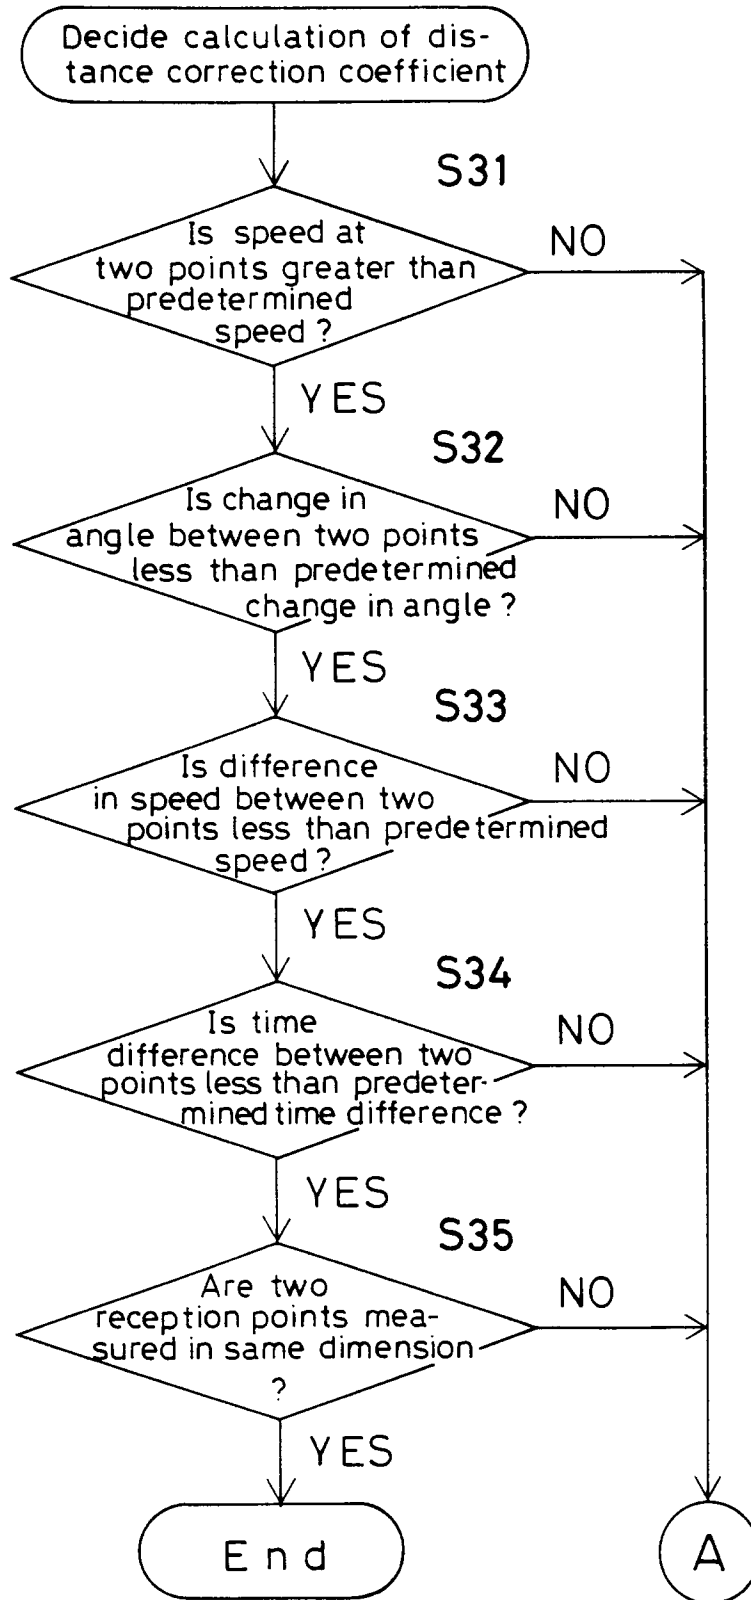 Decide calculation of dis-
tance correction coefficient
S31
Is speed at
two points greater than
predetermined
speed ?
NO
YES
S32
Is change in
angle between two points
less than predetermined
change in angle ?
NO
YES
S33
Is difference
in speed between two
points less than predetermined
speed ?
NO
YES
S34
Is time
difference between two
points less than predeter-
mined time difference ?
NO
YES
S35
Are two
reception points mea-
sured in same dimension
?
NO
YES
End
A